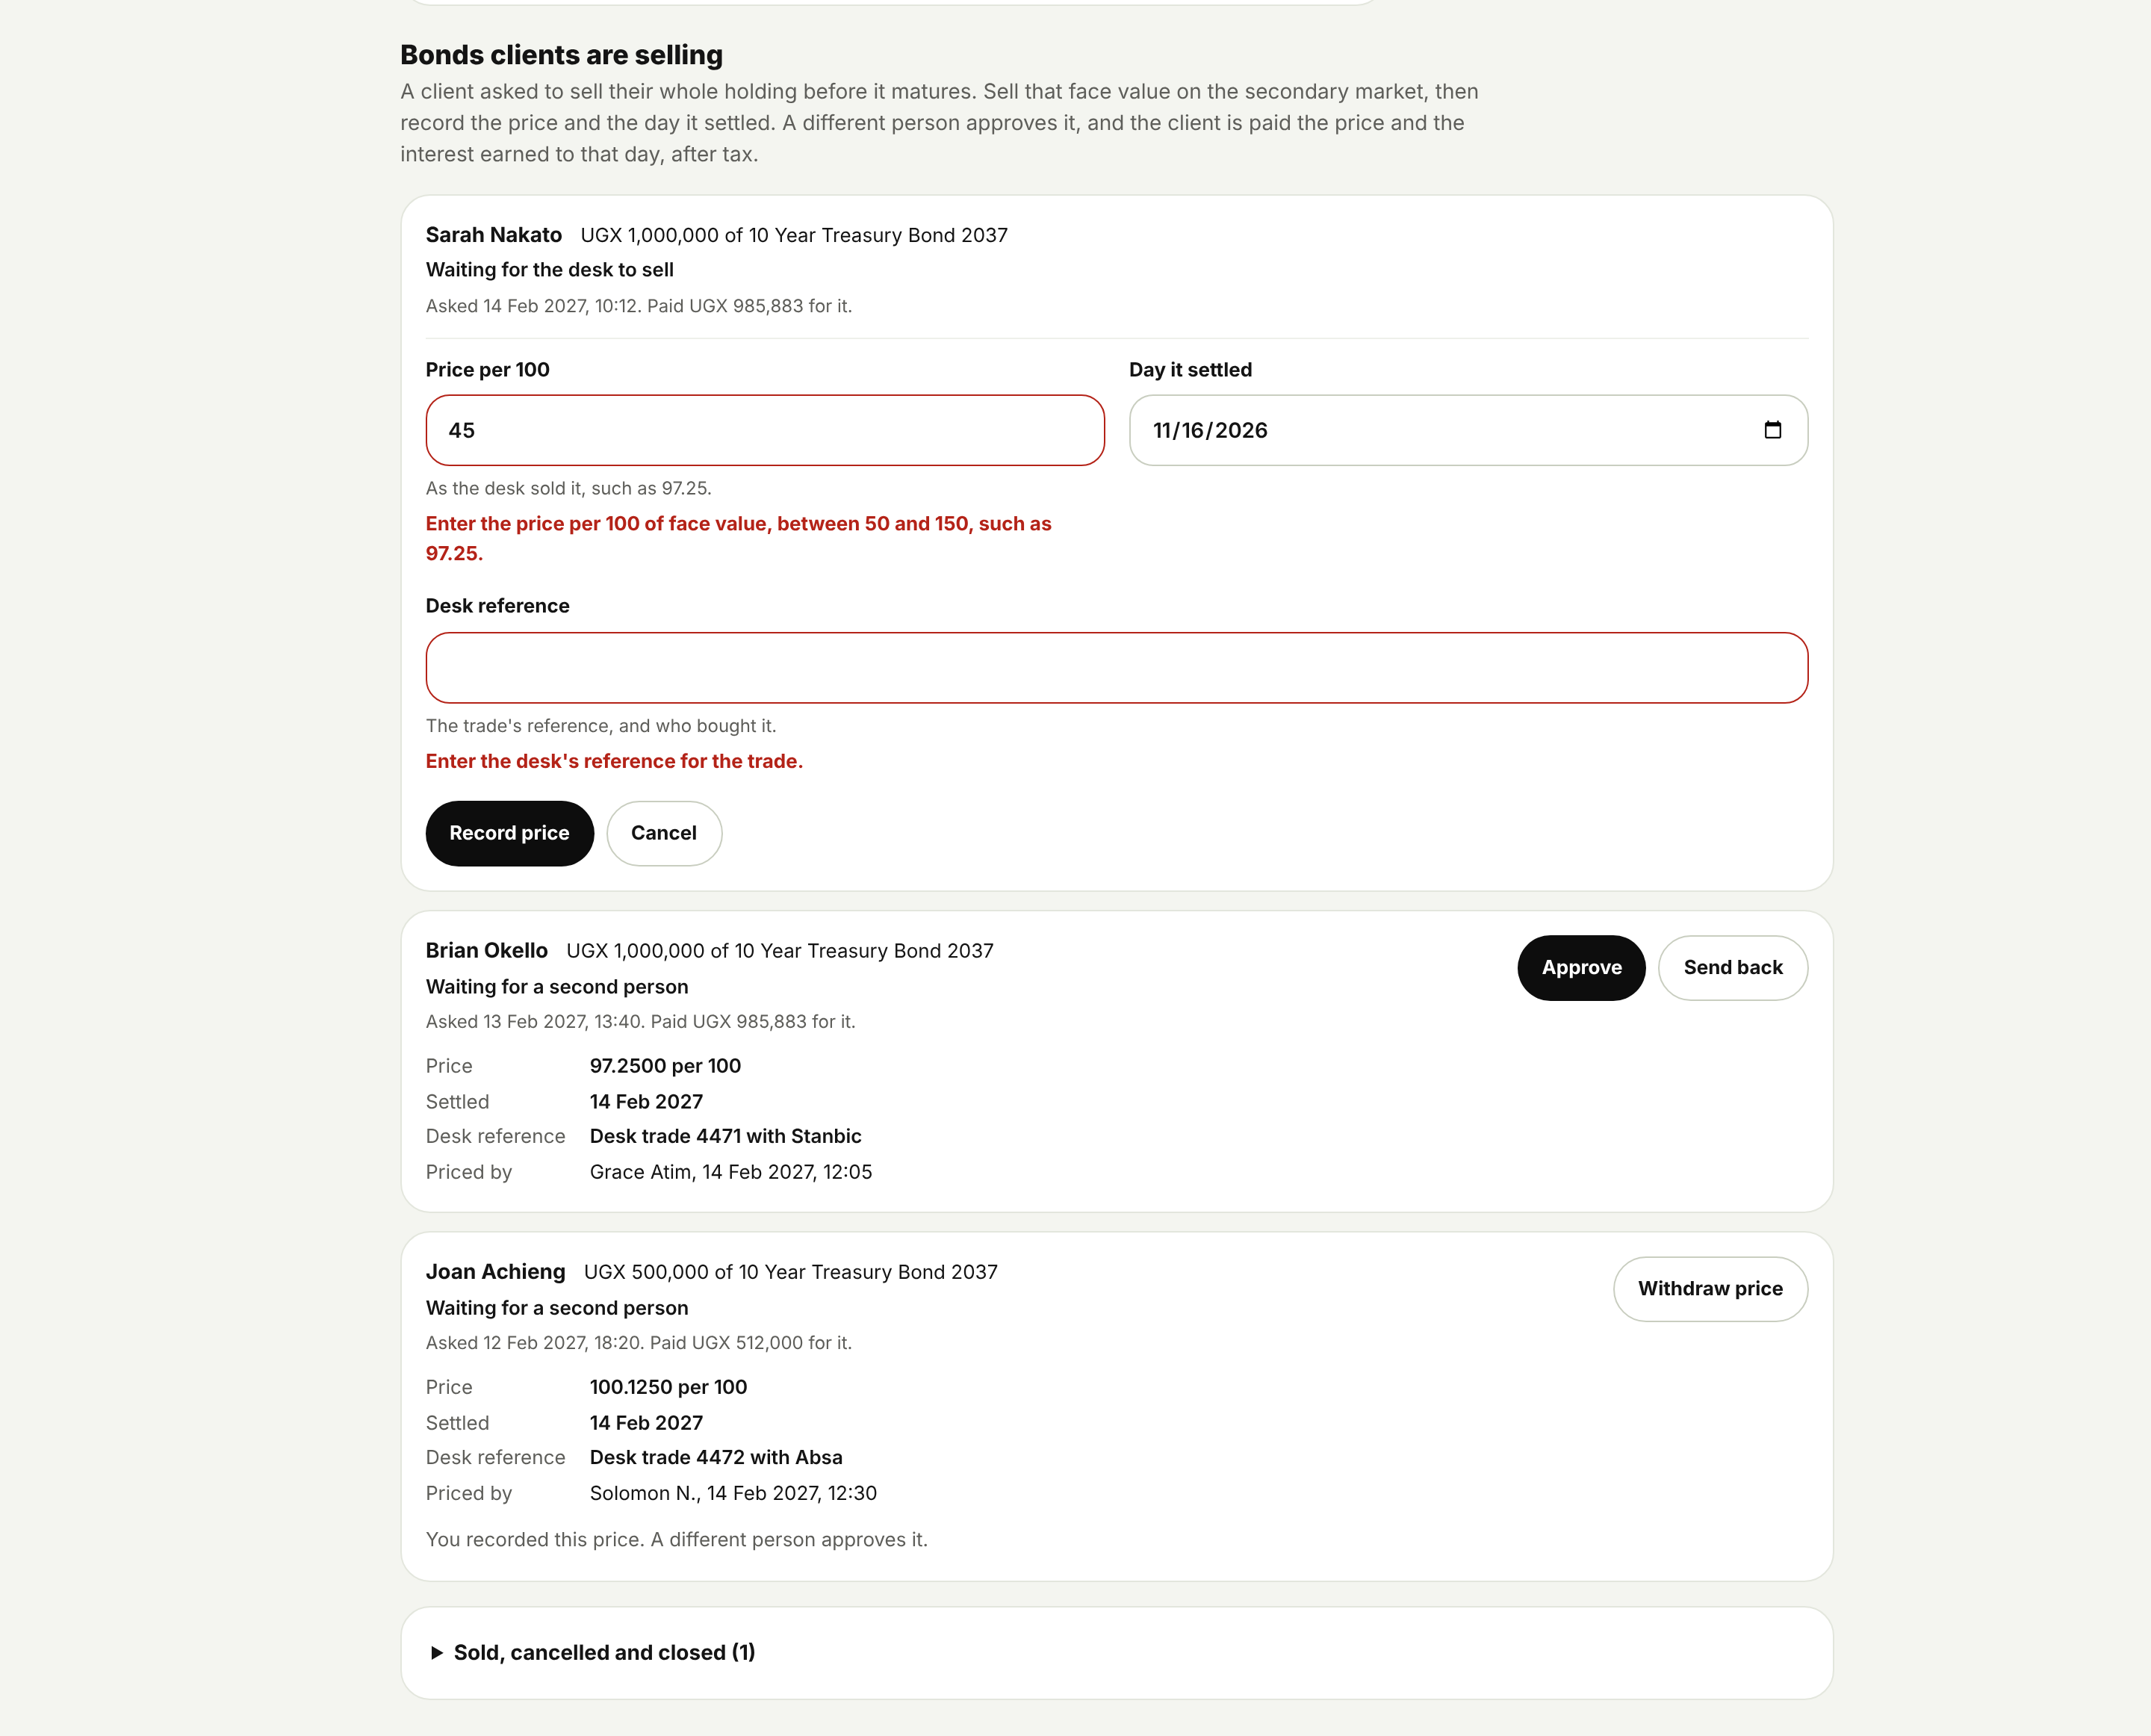 Bonds clients are selling
A client asked to sell their whole holding before it matures. Sell that face value on the secondary market, then
record the price and the day it settled. A different person approves it, and the client is paid the price and the
interest earned to that day, after tax.
Sarah Nakato UGX 1,000,000 of 10 Year Treasury Bond 2037
Waiting for the desk to sell
Asked 14 Feb 2027, 10:12. Paid UGX 985,883 for it.
Price per 100
Day it settled
45
11/16/2026
As the desk sold it, such as 97.25.
Enter the price per 100 of face value, between 50 and 150, such as
97.25.
Desk reference
The trade's reference, and who bought it.
Enter the desk's reference for the trade.
Record price
Cancel
Brian Okello UGX 1,000,000 of 10 Year Treasury Bond 2037
Approve
Send back
Waiting for a second person
Asked 13 Feb 2027, 13:40. Paid UGX 985,883 for it.
Price 97.2500 per 100
Settled 14 Feb 2027
Desk reference Desk trade 4471 with Stanbic
Priced by Grace Atim, 14 Feb 2027, 12:05
Joan Achieng UGX 500,000 of 10 Year Treasury Bond 2037
Withdraw price
Waiting for a second person
Asked 12 Feb 2027, 18:20. Paid UGX 512,000 for it.
Price 100.1250 per 100
Settled 14 Feb 2027
Desk reference Desk trade 4472 with Absa
Priced by Solomon N., 14 Feb 2027, 12:30
You recorded this price. A different person approves it.
Sold, cancelled and closed (1)